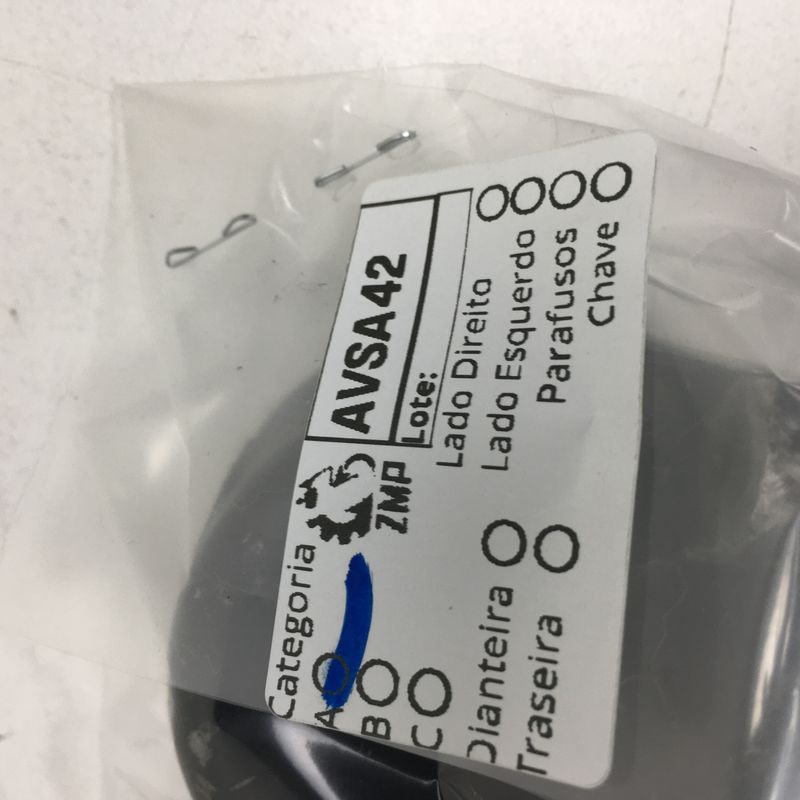 Categoria
A
B
C
ZMP
AVSA42
Lote:
Lado Direito
Lado Esquerdo
Parafusos
Chave
Dianteira
Traseira